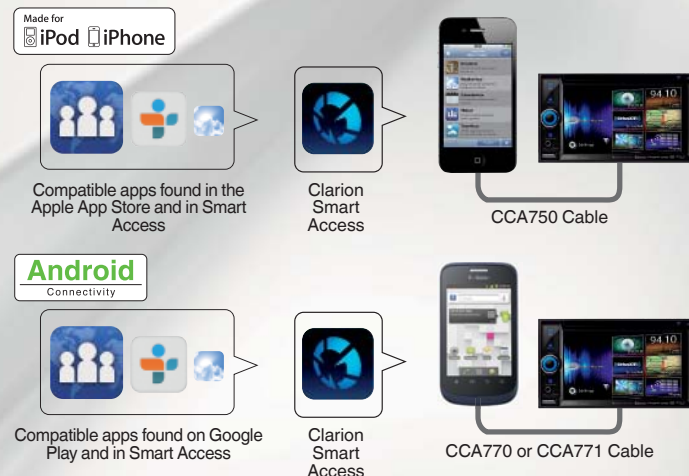 Made for
iPod iPhone
Compatible apps found in the
Apple App Store and in Smart
Access
Clarion
Smart
Access
94.10
CCA750 Cable
Android
Connectivity
Compatible apps found on Google
Play and in Smart Access
Clarion
Smart
Access
94.10
CCA770 or CCA771 Cable